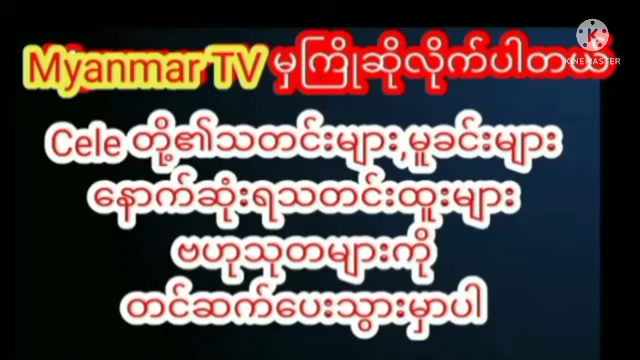 Myanmar TV မှကြိုဆိုလိုက်ပါတယ်
KINEMASTER
Cele တို့၏သတင်းများ,မူခင်းများ
နောက်ဆုံးရသတင်းထူးများ
ဗဟုသုတများကို
တင်ဆက်ပေးသွားမှာပါ